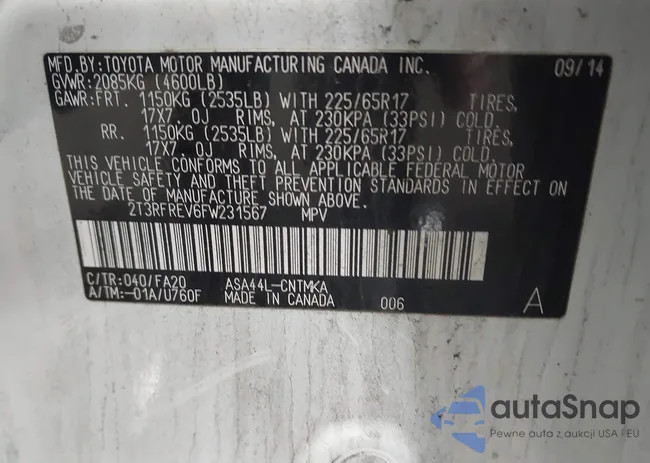 MFD.BY:TOYOTA MOTOR MANUFACTURING CANADA INC. 09/14
GVWR:2085KG (4600LB)
GAWR:FRT. 1150KG (2535LB) WITH 225/65R17 TIRES,
17X7 OJ RIMS, AT 230KPA (33PSI) COLD.
RR. 1150KG (2535LB) WITH 225/65R17 TIRES,
17X7 OJ RIMS, AT 230KPA (33PSI) COLD.
THIS VEHICLE CONFORMS TO ALL APPLICABLE FEDERAL MOTOR
VEHICLE SAFETY AND THEFT PREVENTION STANDARDS IN EFFECT ON
THE DATE OF MANUFACTURE SHOWN ABOVE.
2T3RFREV6FW231567 MPV
C/TR:040/FA20 ASA44L-CNTMKA
A/TM:-01A/U760F MADE IN CANADA 006 A
autaSnap
Pewne auta z aukcji USA i EU